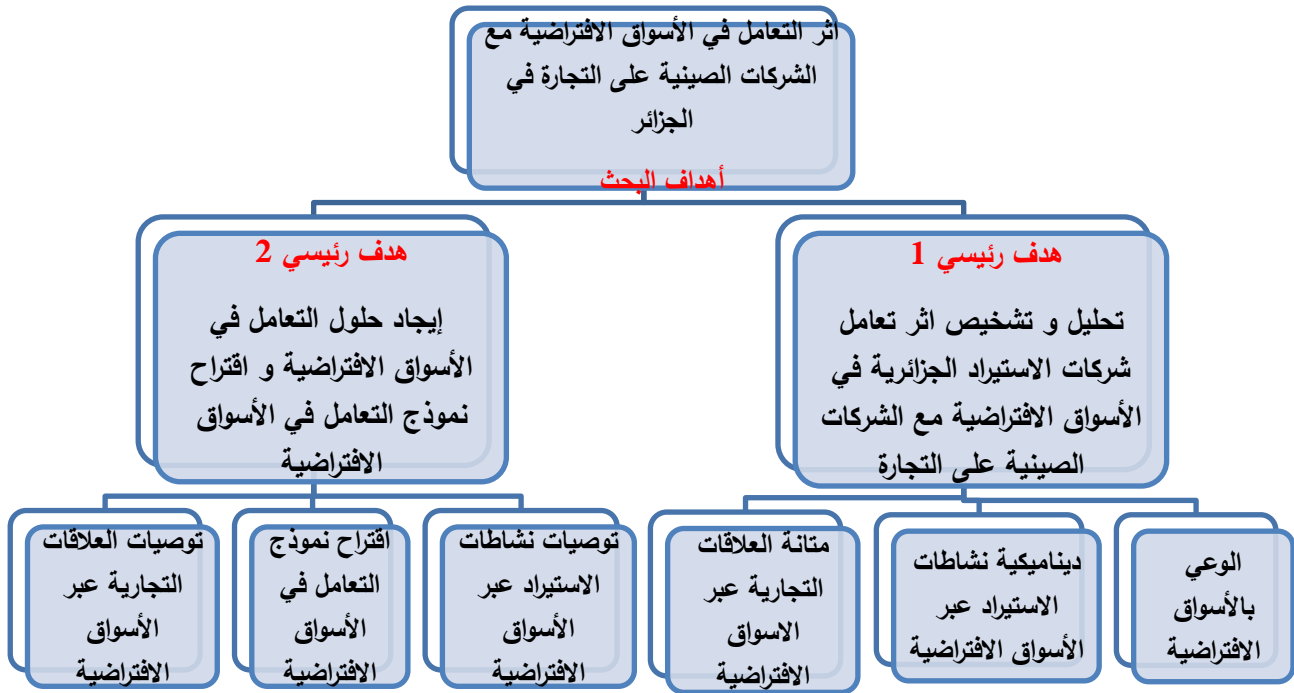 اثر التعامل في الأسواق الافتراضية مع
الشركات الصينية على التجارة في
الجزائر
أهداف البحث
هدف رئيسي 1
تحليل و تشخيص اثر تعامل
شركات الاستيراد الجزائرية في
الأسواق الافتراضية مع الشركات
الصينية على التجارة
هدف رئيسي 2
إيجاد حلول التعامل في
الأسواق الافتراضية و اقتراح
نموذج التعامل في الأسواق
الافتراضية
الوعي
بالأسواق
الافتراضية
ديناميكية نشاطات
الاستيراد عبر
الأسواق الافتراضية
متانة العلاقات
التجارية عبر
الاسواق
الافتراضية
توصيات نشاطات
الاستيراد عبر
الأسواق
الافتراضية
اقتراح نموذج
التعامل في
الأسواق
الافتراضية
توصيات العلاقات
التجارية عبر
الأسواق
الافتراضية